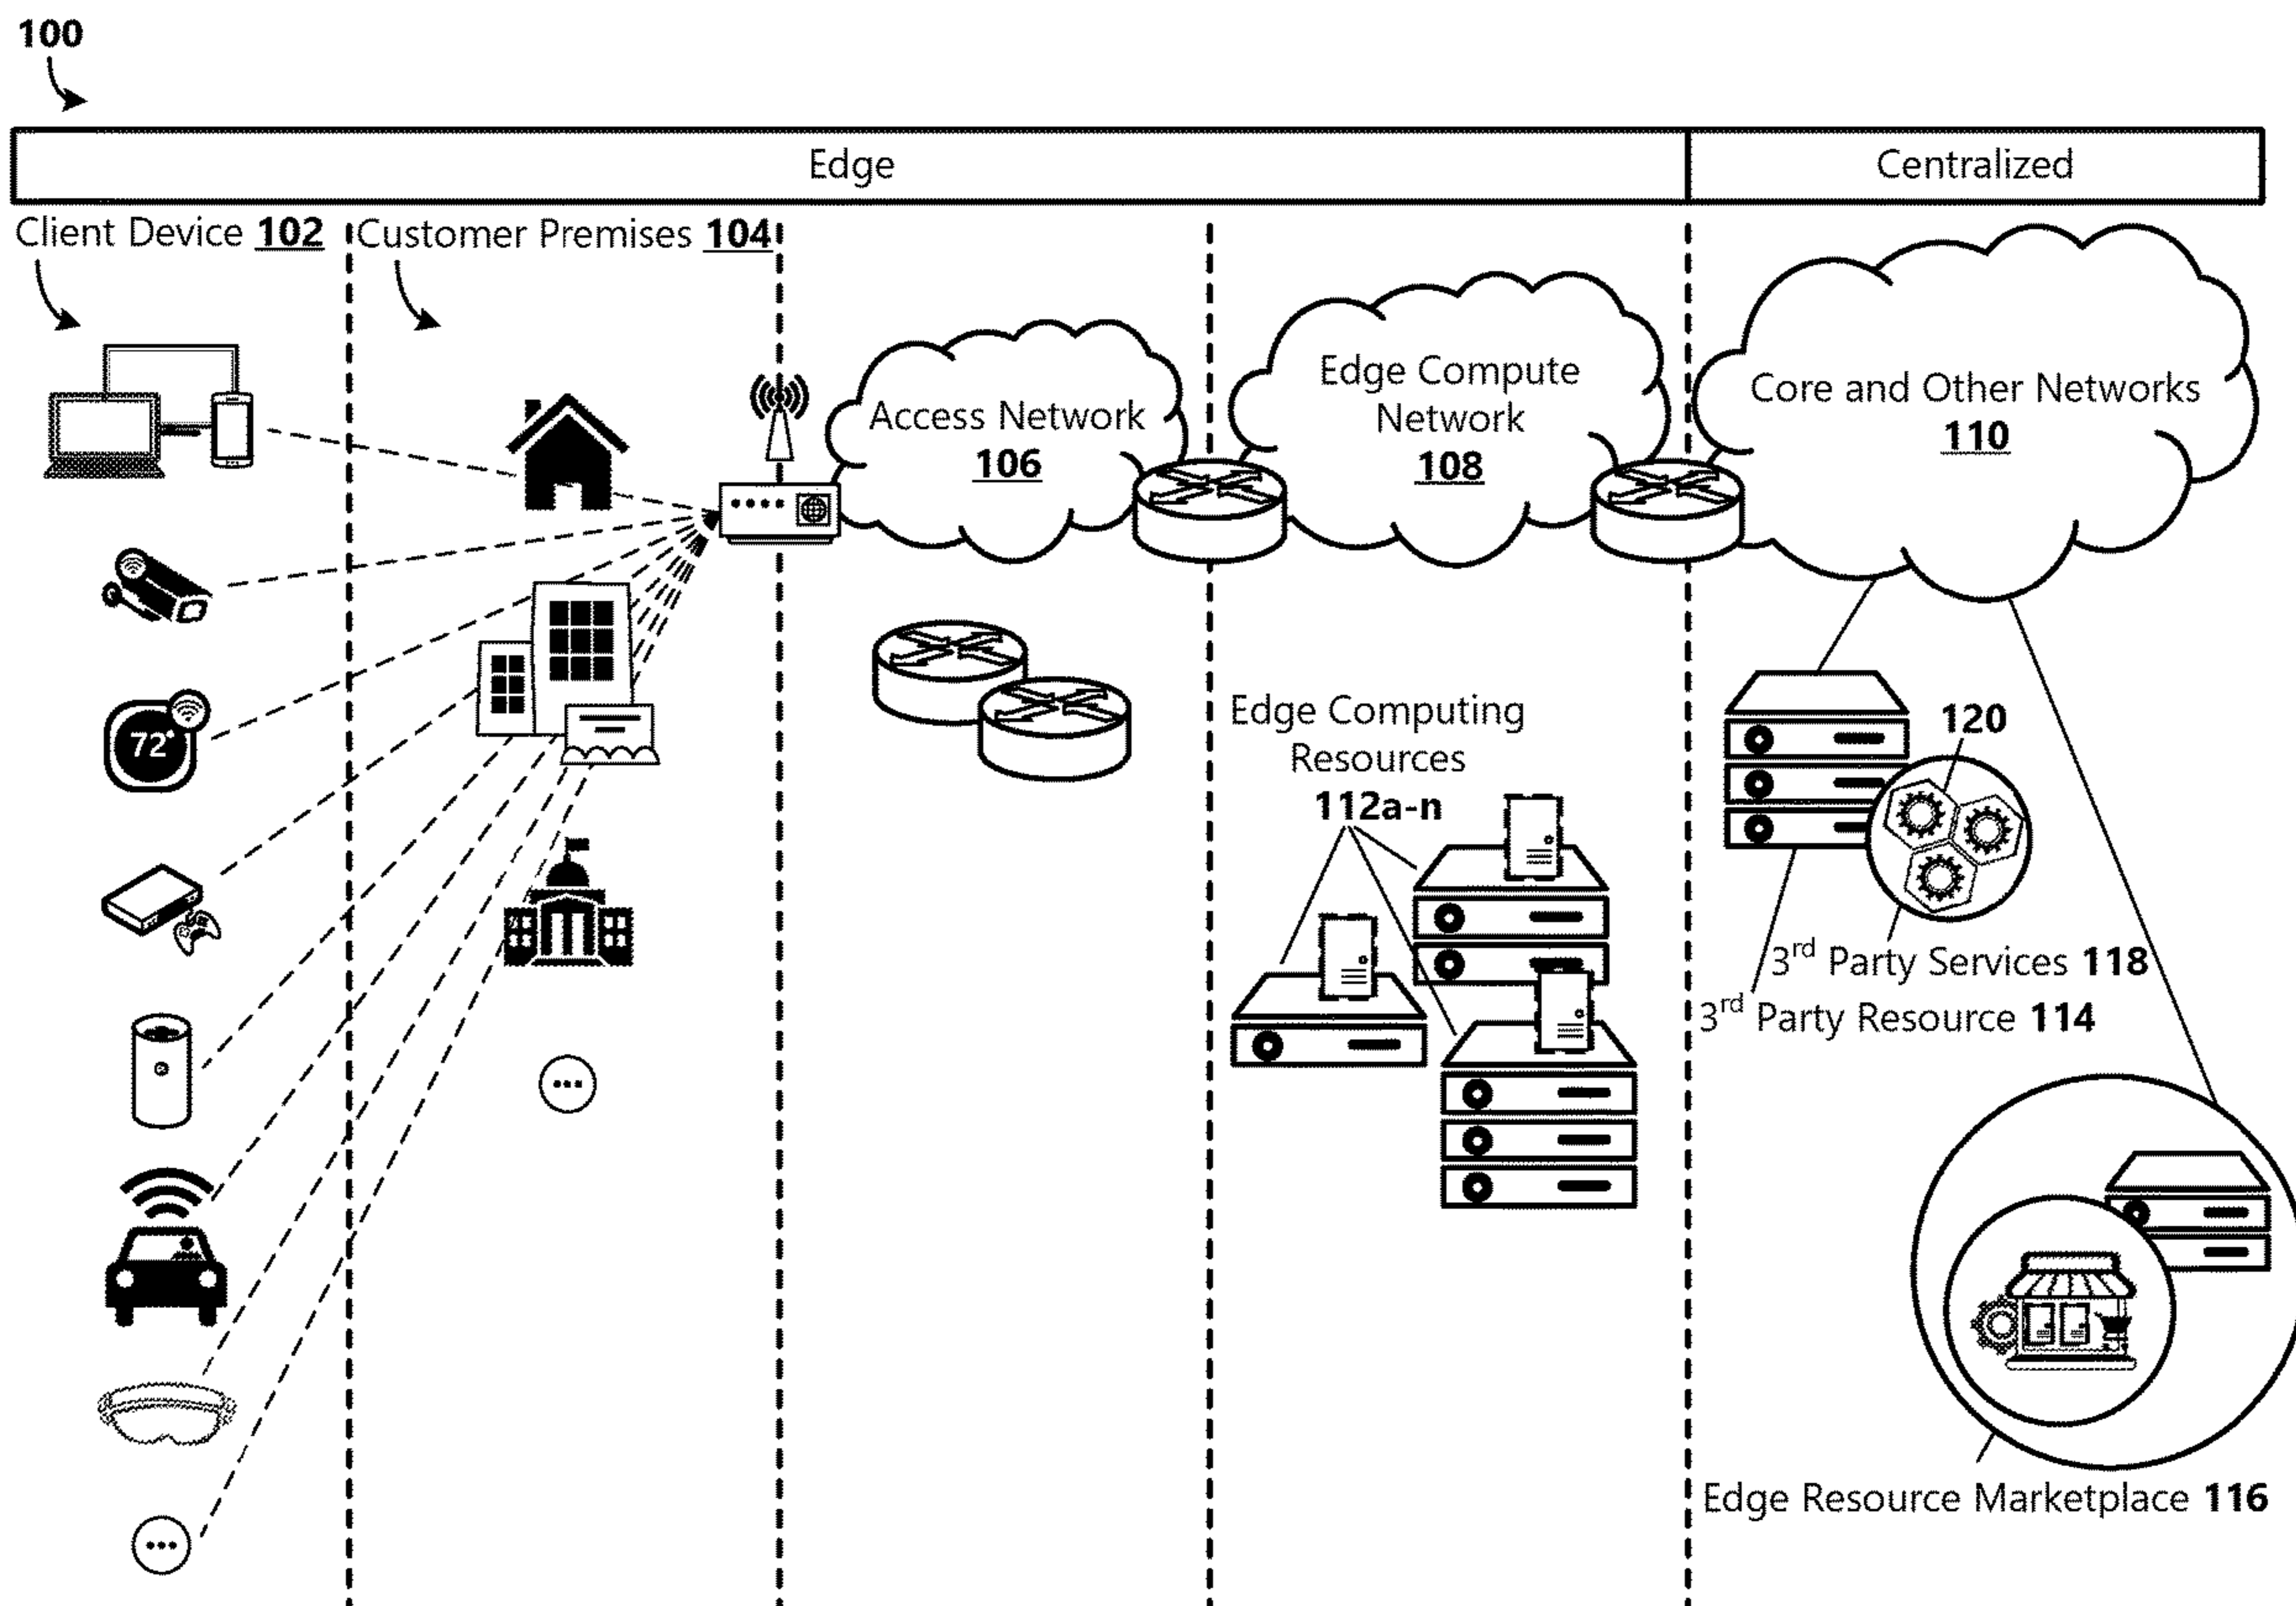 100
Edge
Centralized
Client Device 102
Customer Premises 104
Access Network
106
Edge Compute
Network
108
Core and Other Networks
110
72°
Edge Computing
Resources
112a-n
120
3rd Party Services 118
3rd Party Resource 114
Edge Resource Marketplace 116